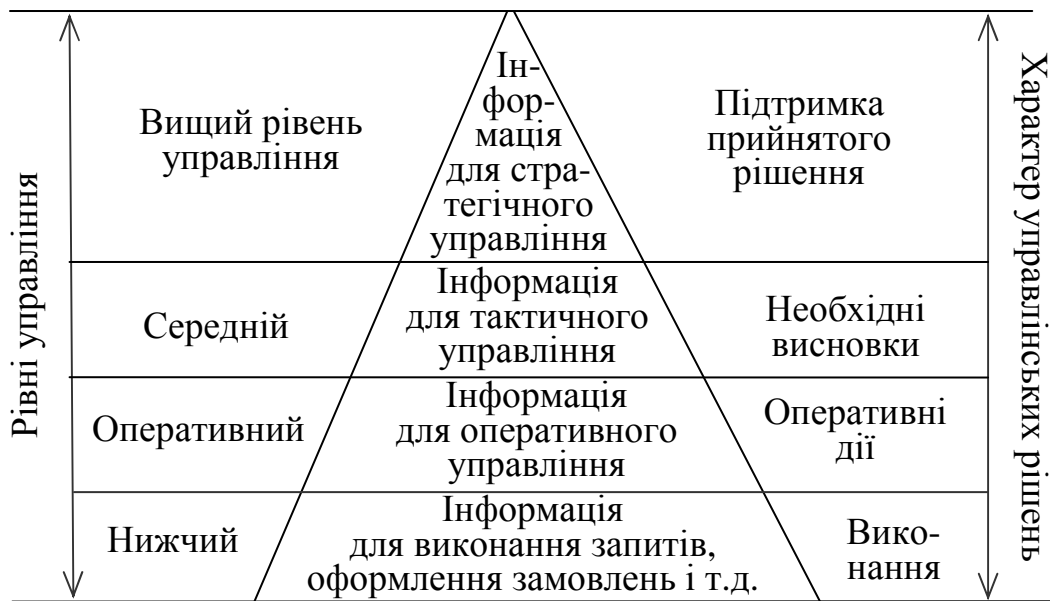 Рівні управління
Вищий рівень
управління
Ін-
фор-
мація
для стра-
тегічного
управління
Підтримка
прийнятого
рішення
Середній
Інформація
для тактичного
управління
Необхідні
висновки
Оперативний
Інформація
для оперативного
управління
Оперативні
дії
Нижчий
Інформація
для виконання запитів,
оформлення замовлень і т.д.
Вико-
нання
Характер управлінських рішень